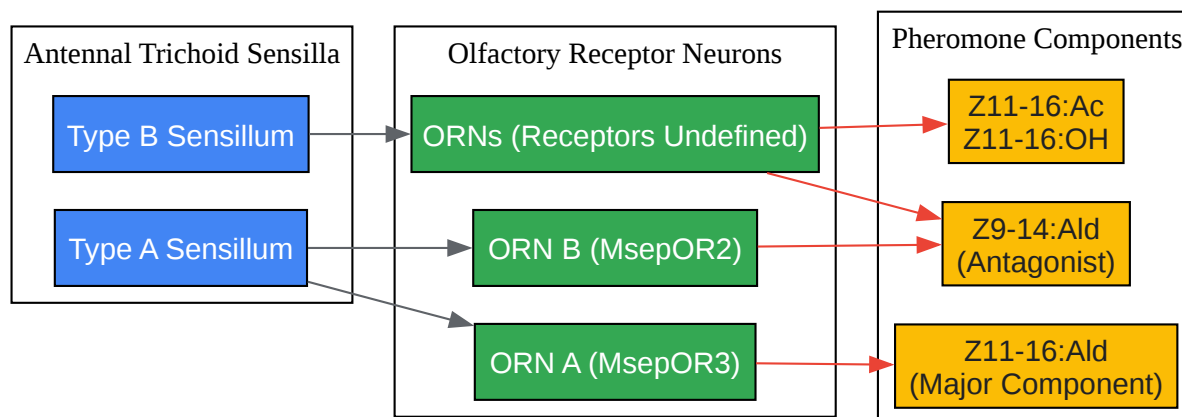 Antennal Trichoid Sensilla
Type B Sensillum
Type A Sensillum
Olfactory Receptor Neurons
ORNs (Receptors Undefined)
ORN B (MsepOR2)
ORN A (MsepOR3)
Pheromone Components
Z11-16:Ac
Z11-16:OH
Z9-14:Ald
(Antagonist)
Z11-16:Ald
(Major Component)